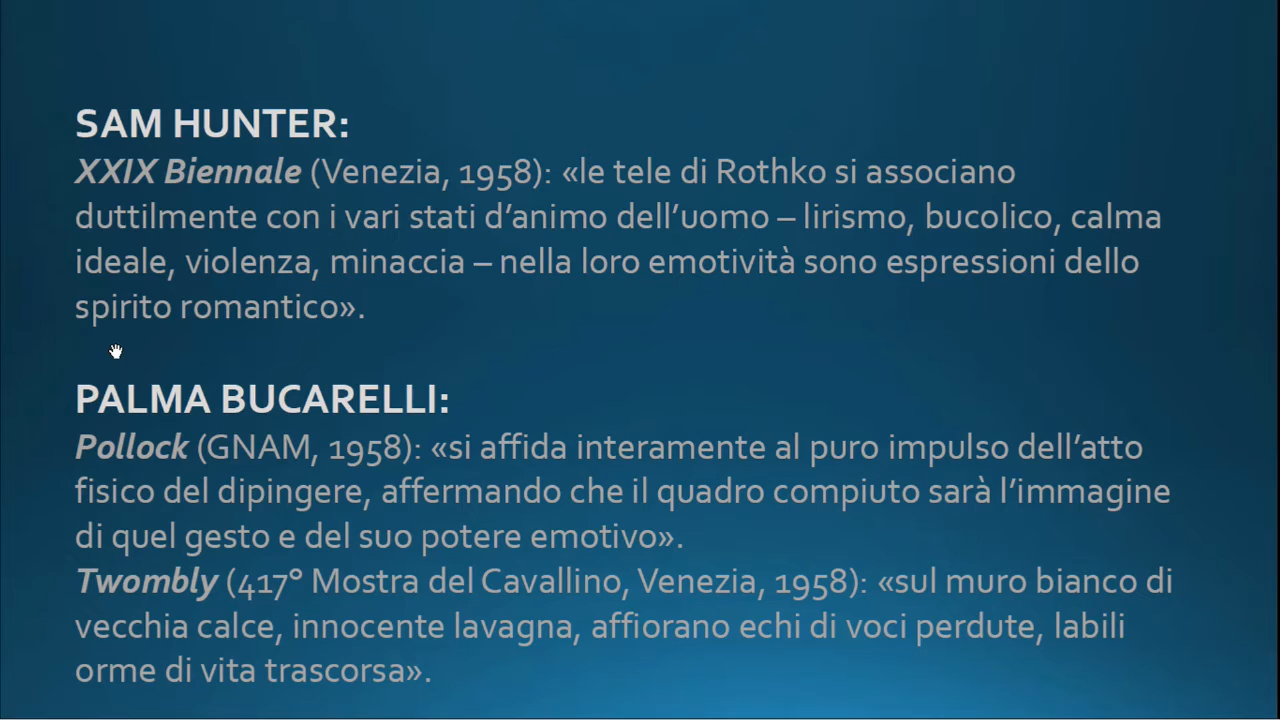 SAM HUNTER:
XXIX Biennale (Venezia, 1958): «le tele di Rothko si associano
duttilmente con i vari stati d’animo dell’uomo – lirismo, bucolico, calma
ideale, violenza, minaccia – nella loro emotività sono espressioni dello
spirito romantico».
PALMA BUCARELLI:
Pollock (GNAM, 1958): «si affida interamente al puro impulso dell’atto
fisico del dipingere, affermando che il quadro compiuto sarà l’immagine
di quel gesto e del suo potere emotivo».
Twombly (417° Mostra del Cavallino, Venezia, 1958): «sul muro bianco di
vecchia calce, innocente lavagna, affiorano echi di voci perdute, labili
orme di vita trascorsa».